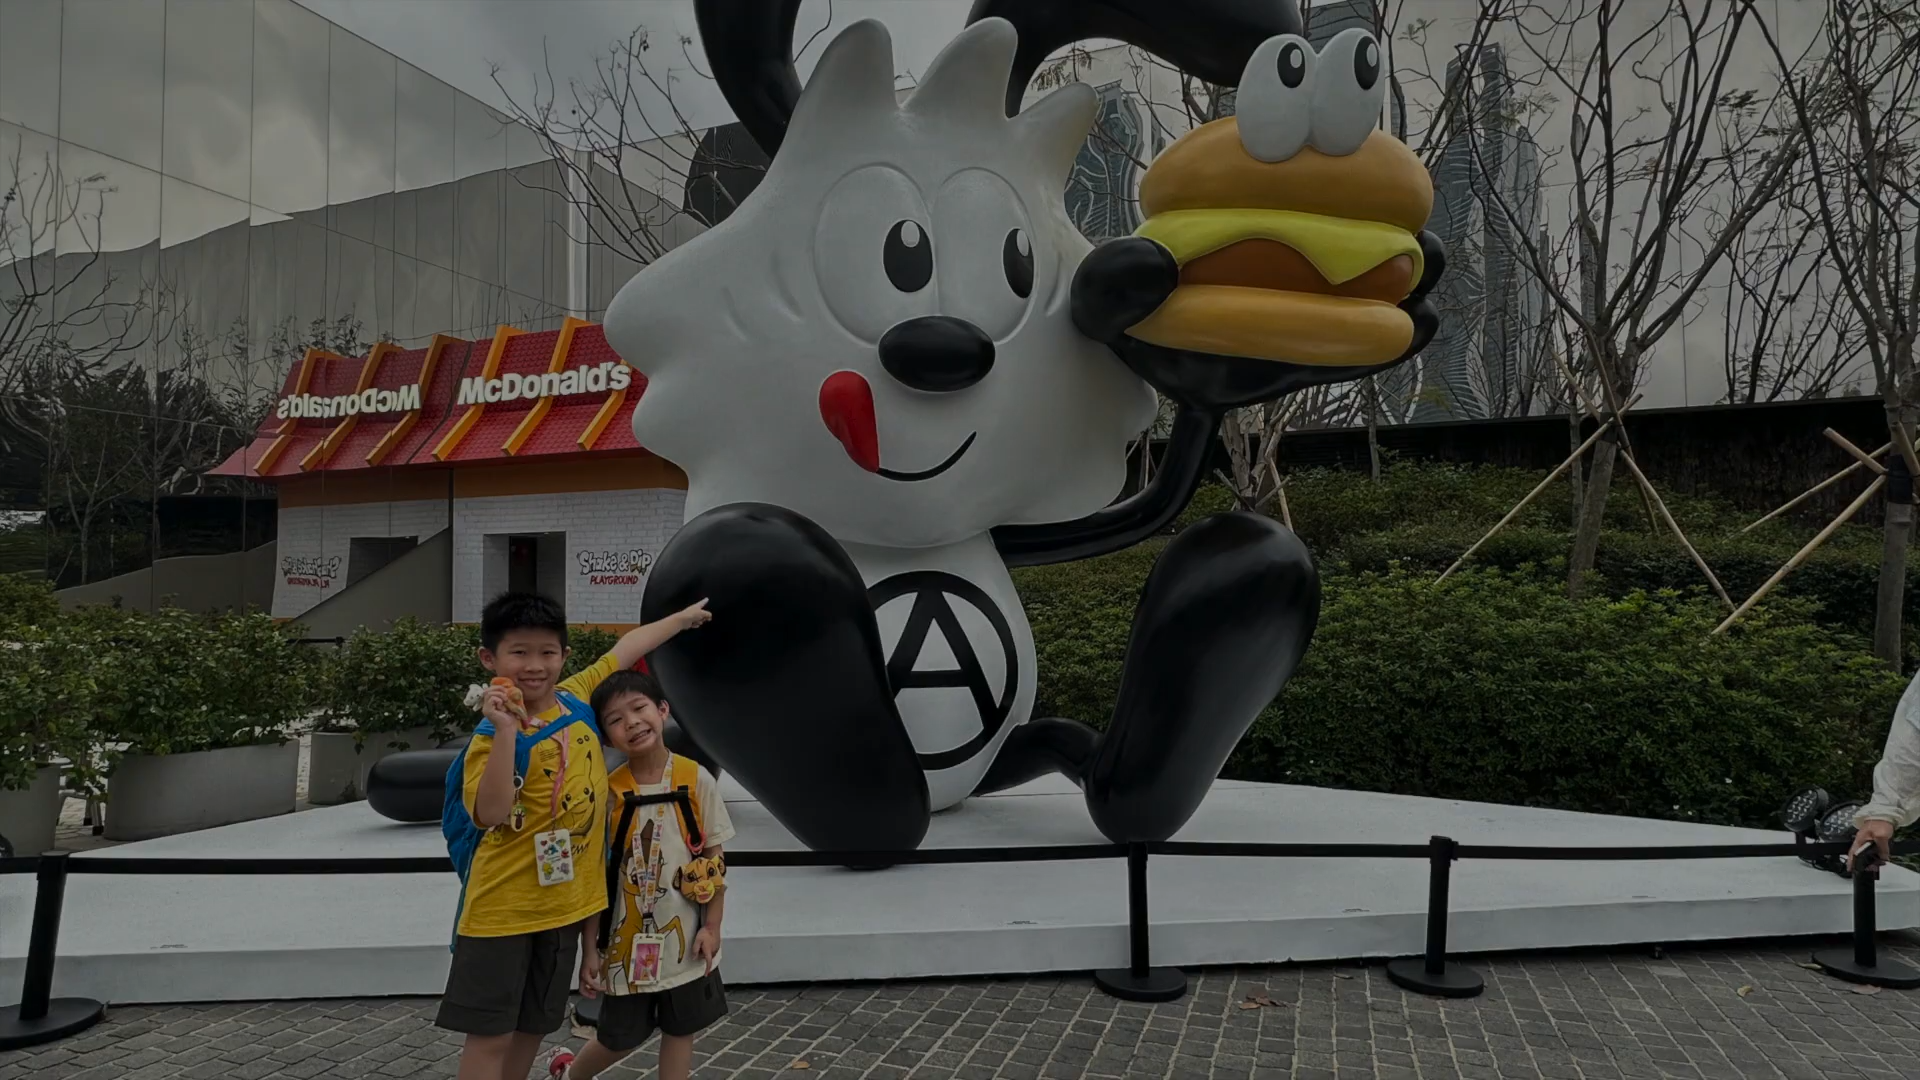 McDonald's
McDonald's
Shake & Dip
PLAYGROUND
A